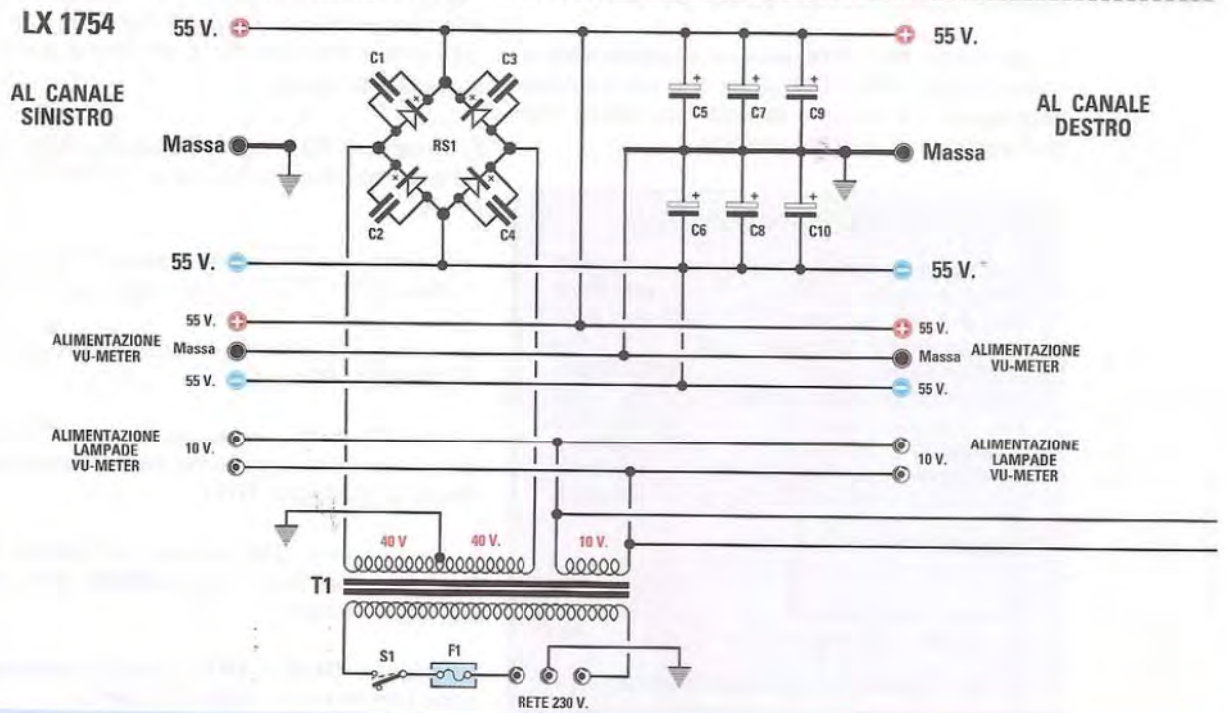 LX 1754
55 V.
55 V.
C1
C3
AL CANALE
SINISTRO
C5
C7
C9
AL CANALE
DESTRO
Massa
RS1
Massa
C2
C4
C6
C8
C10
55 V.
55 V.
55 V.
55 V.
ALIMENTAZIONE
VU-METER
Massa
Massa
ALIMENTAZIONE
VU-METER
55 V.
55 V.
ALIMENTAZIONE
LAMPADE
VU-METER
10 V.
10 V.
ALIMENTAZIONE
LAMPADE
VU-METER
40 V
40 V.
10 V.
T1
S1
F1
RETE 230 V.